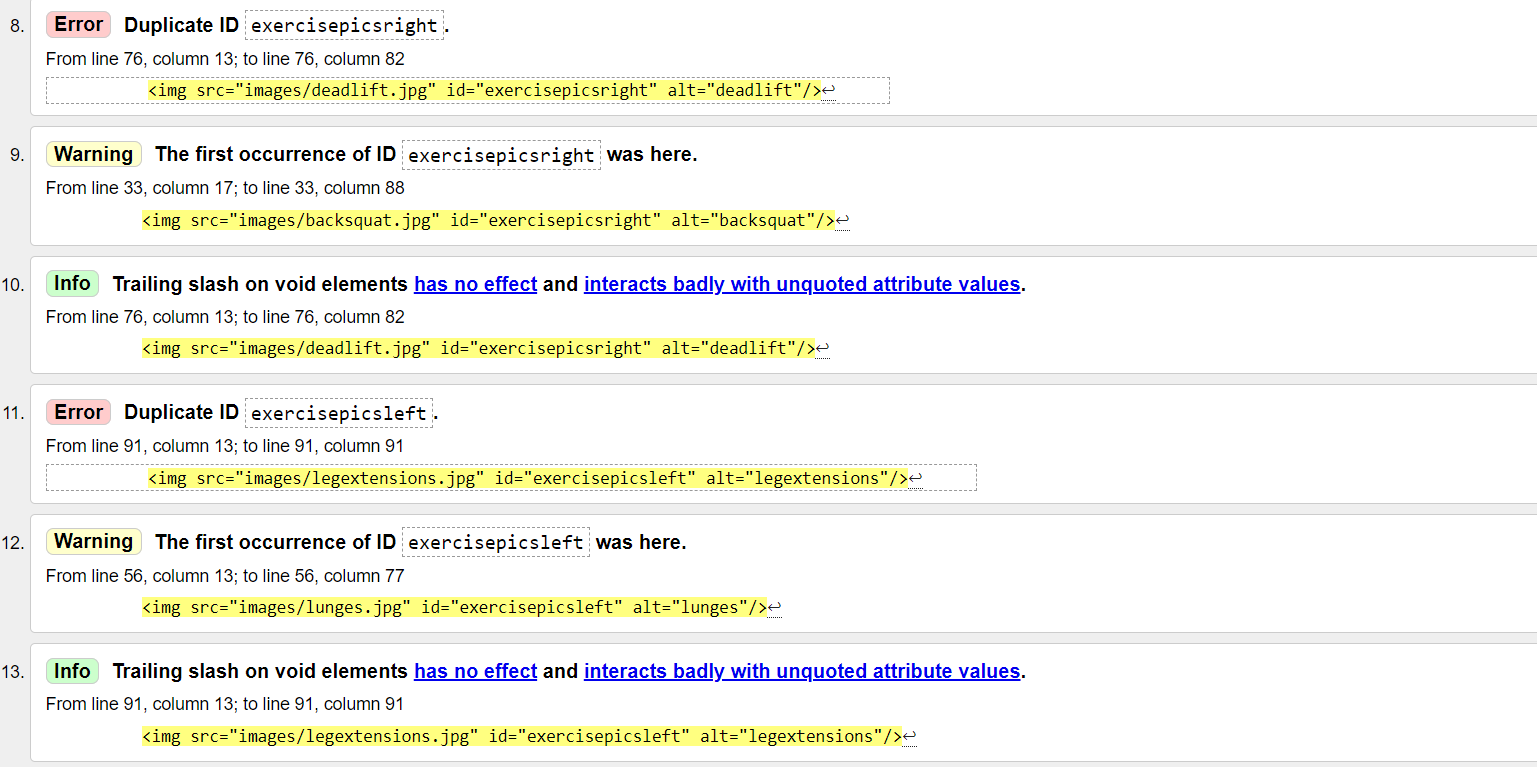 8. Error Duplicate ID exercisepicsright.
From line 76, column 13; to line 76, column 82
<img src="images/deadlift.jpg" id="exercisepicsright" alt="deadlift"/>↩
9. Warning The first occurrence of ID exercisepicsright was here.
From line 33, column 17; to line 33, column 88
<img src="images/backsquat.jpg" id="exercisepicsright" alt="backsquat"/>↩
10. Info Trailing slash on void elements has no effect and interacts badly with unquoted attribute values.
From line 76, column 13; to line 76, column 82
<img src="images/deadlift.jpg" id="exercisepicsright" alt="deadlift"/>↩
11. Error Duplicate ID exercisepicsleft.
From line 91, column 13; to line 91, column 91
<img src="images/legextensions.jpg" id="exercisepicsleft" alt="legextensions"/>↩
12. Warning The first occurrence of ID exercisepicsleft was here.
From line 56, column 13; to line 56, column 77
<img src="images/lunges.jpg" id="exercisepicsleft" alt="lunges"/>↩
13. Info Trailing slash on void elements has no effect and interacts badly with unquoted attribute values.
From line 91, column 13; to line 91, column 91
<img src="images/legextensions.jpg" id="exercisepicsleft" alt="legextensions"/>↩